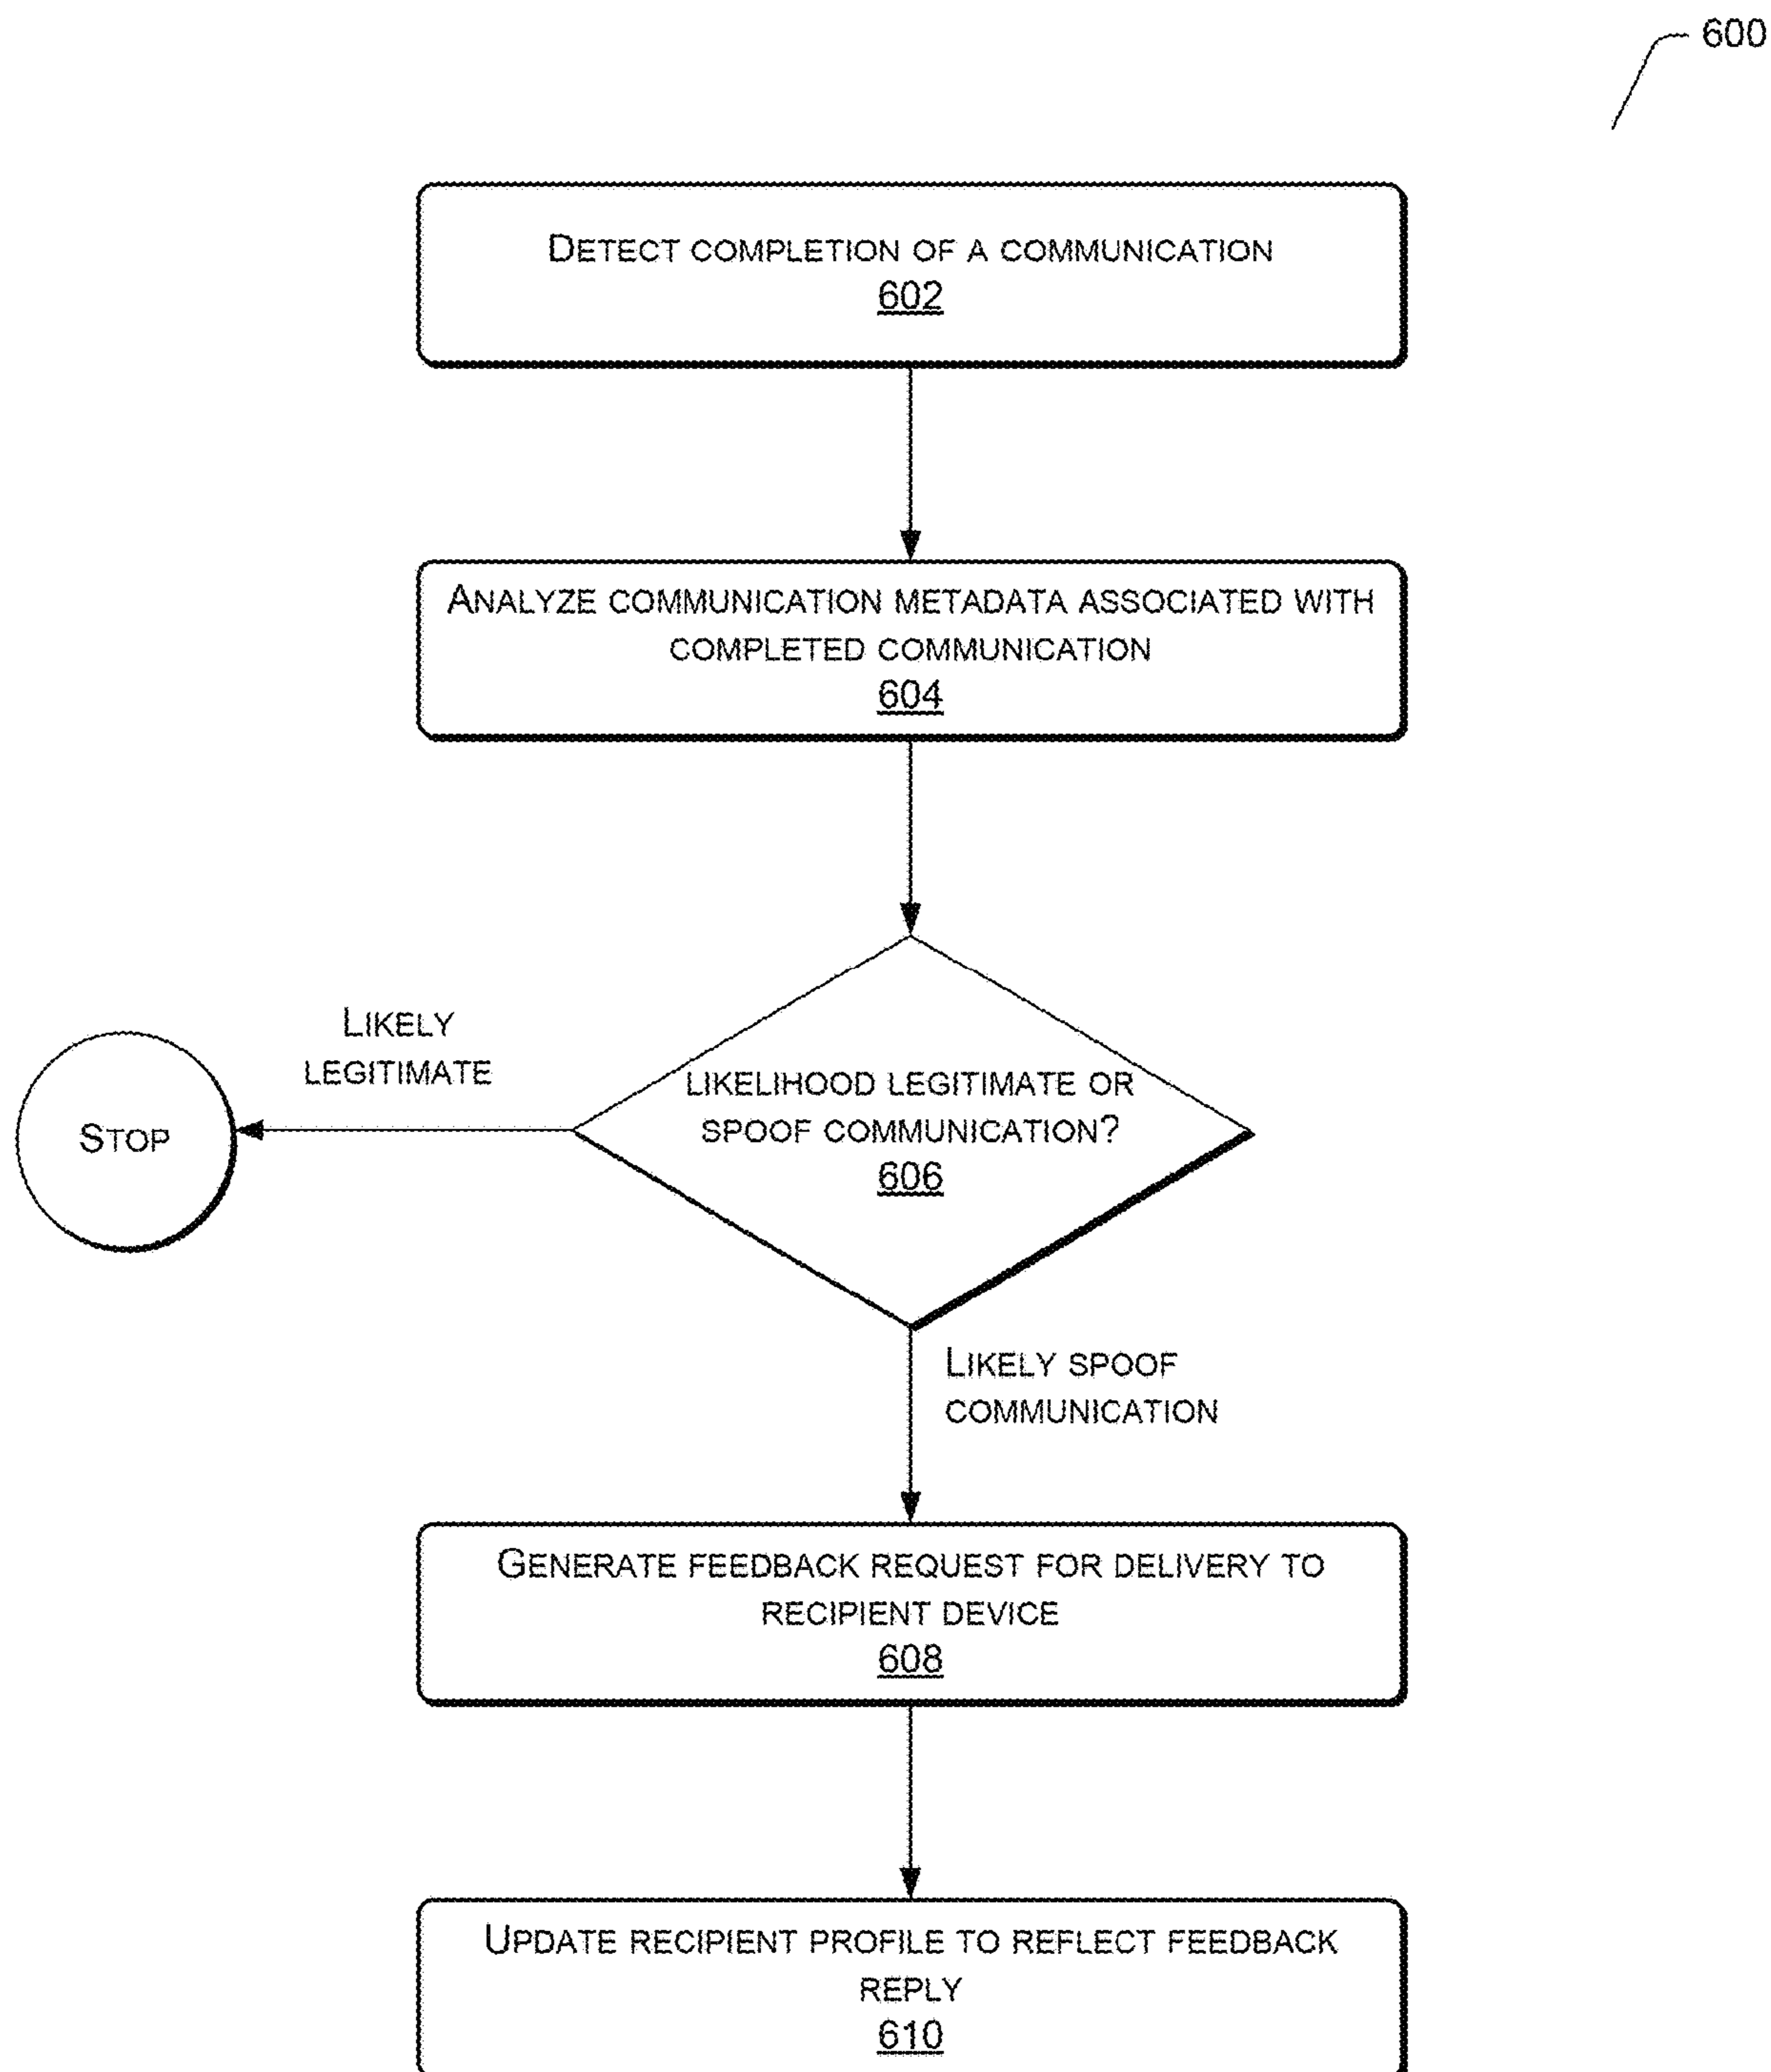 600
DETECT COMPLETION OF A COMMUNICATION
602
ANALYZE COMMUNICATION METADATA ASSOCIATED WITH
COMPLETED COMMUNICATION
604
LIKELY
LEGITIMATE
STOP
LIKELIHOOD LEGITIMATE OR
SPOOF COMMUNICATION?
606
LIKELY SPOOF
COMMUNICATION
GENERATE FEEDBACK REQUEST FOR DELIVERY TO
RECIPIENT DEVICE
608
UPDATE RECIPIENT PROFILE TO REFLECT FEEDBACK
REPLY
610